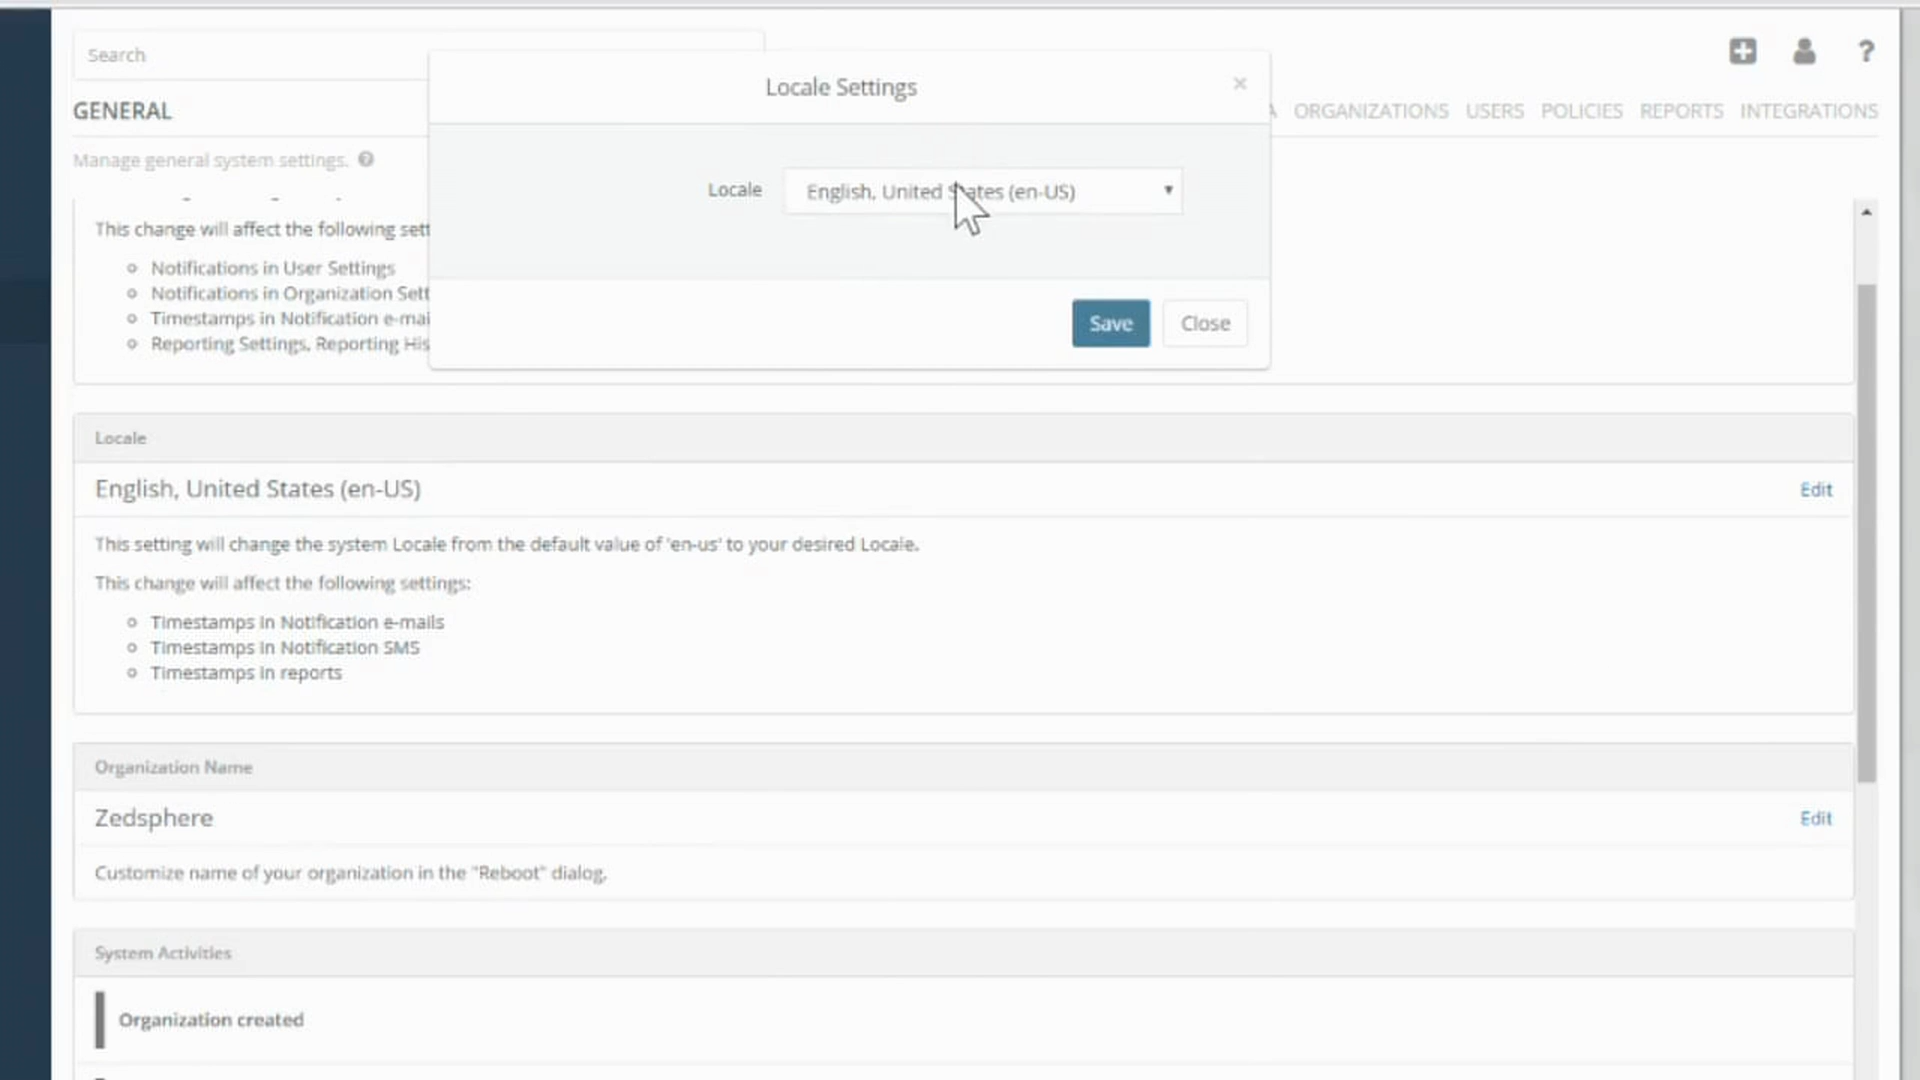 Search
Locale Settings
×
GENERAL
ORGANIZATIONS USERS POLICIES REPORTS INTEGRATIONS
Manage general system settings.
Locale English, United States (en-US)
This change will affect the following sett
Notifications in User Settings
Notifications in Organization Sett
Timestamps in Notification e-mai
Reporting Settings, Reporting His
Save Close
Locale
English, United States (en-US) Edit
This setting will change the system Locale from the default value of 'en-us' to your desired Locale.
This change will affect the following settings:
Timestamps in Notification e-mails
Timestamps in Notification SMS
Timestamps in reports
Organization Name
Zedsphere Edit
Customize name of your organization in the "Reboot" dialog.
System Activities
Organization created